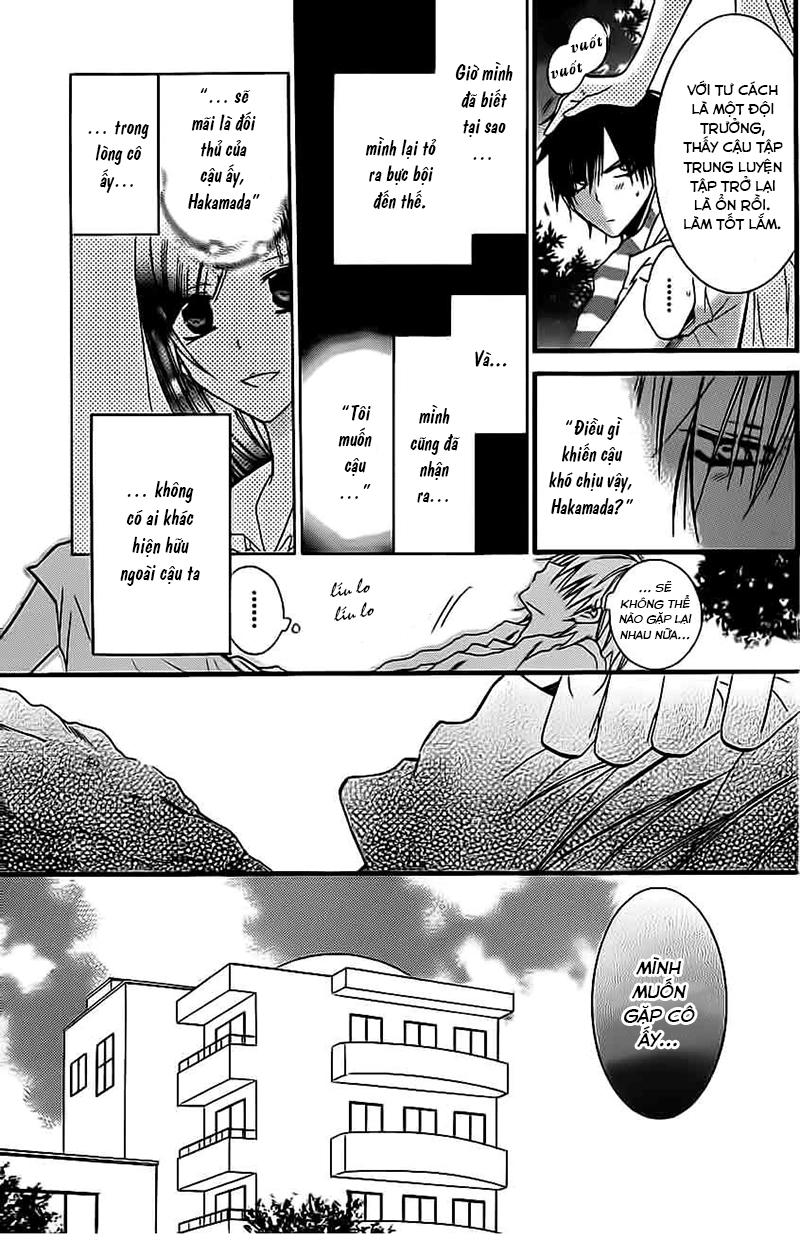 vuốt
vuốt
VỚI TƯ CÁCH
LÀ MỘT ĐỘI
TRƯỞNG,
THẤY CẬU TẬP
TRUNG LUYỆN
TẬP TRỞ LẠI
LÀ ỔN RỒI.
LÀM TỐT LẮM.
......
“Điều gì
khiến cậu
khó chịu vậy,
Hakamada?”
Giờ mình
đã biết
tại sao
...
mình lại tỏ
ra bực bội
đến thế.
Và...
mình
cũng đã
nhận
ra...
“Tôi
muốn
cậu
...”
“... sẽ
mãi là đối
thủ của
cậu ấy,
Hakamada”
... trong
lòng cô
ấy...
... không
có ai khác
hiện hữu
ngoài cậu ta
... SẼ
KHÔNG THỂ
NÀO GẶP LẠI
NHAU NỮA...
líu lo
líu lo
......
MÌNH
MUỐN
GẶP CÔ
ẤY...